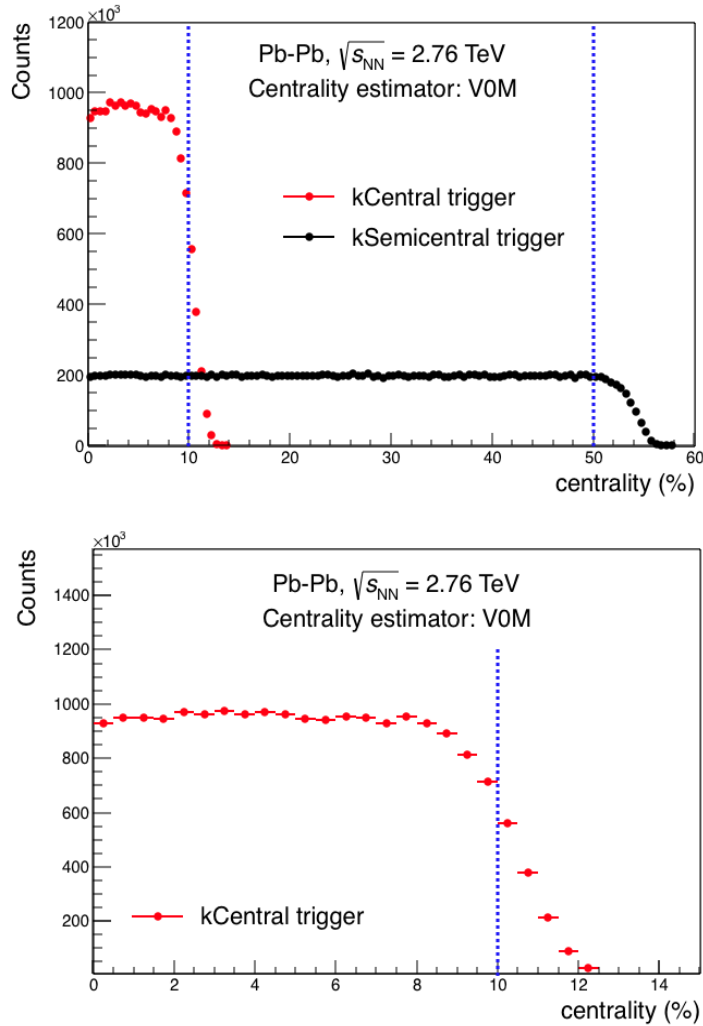 ×10³
1200
1000
800
600
400
200
0
Counts
Pb-Pb, √sNN = 2.76 TeV
Centrality estimator: V0M
kCentral trigger
kSemicentral trigger
0 10 20 30 40 50 60
centrality (%)
×10³
1400
1200
1000
800
600
400
200
Counts
Pb-Pb, √sNN = 2.76 TeV
Centrality estimator: V0M
kCentral trigger
0 2 4 6 8 10 12 14
centrality (%)